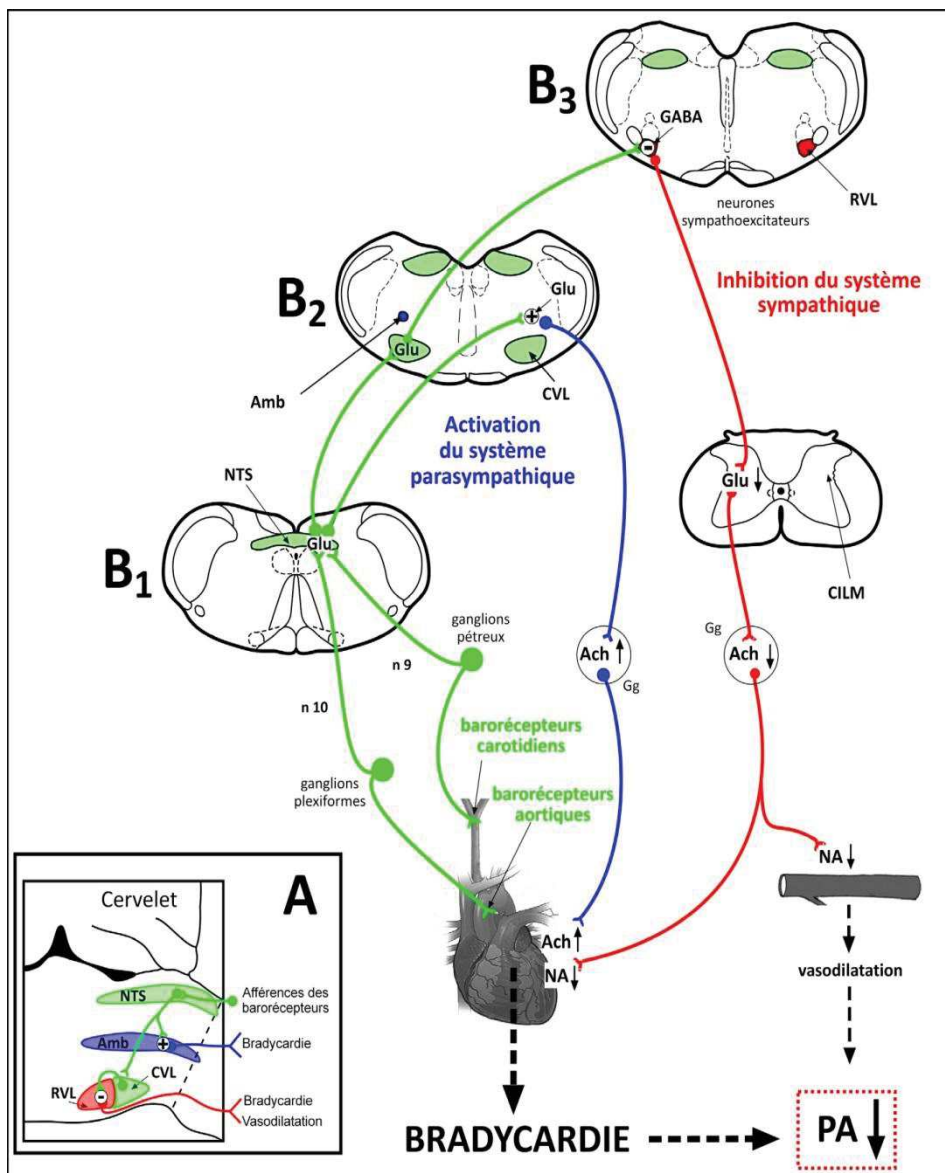 B3
GABA
-
RVL
neurones
sympathoexcitateurs
Inhibition du système
sympathique
B2
Glu
+
Glu
Amb
CVL
Activation
du système
parasympathique
Glu
CILM
NTS
Glu
B1
ganglions
pétreux
n 9
n 10
Gg
Ach
Gg
Ach
barorécepteurs
carotidiens
ganglions
plexiformes
barorécepteurs
aortiques
NA
vasodilatation
Ach
NA
A
Cervelet
NTS
Afférences des
barorécepteurs
Amb
+
Bradycardie
RVL
-
CVL
Bradycardie
Vasodilatation
BRADYCARDIE
PA